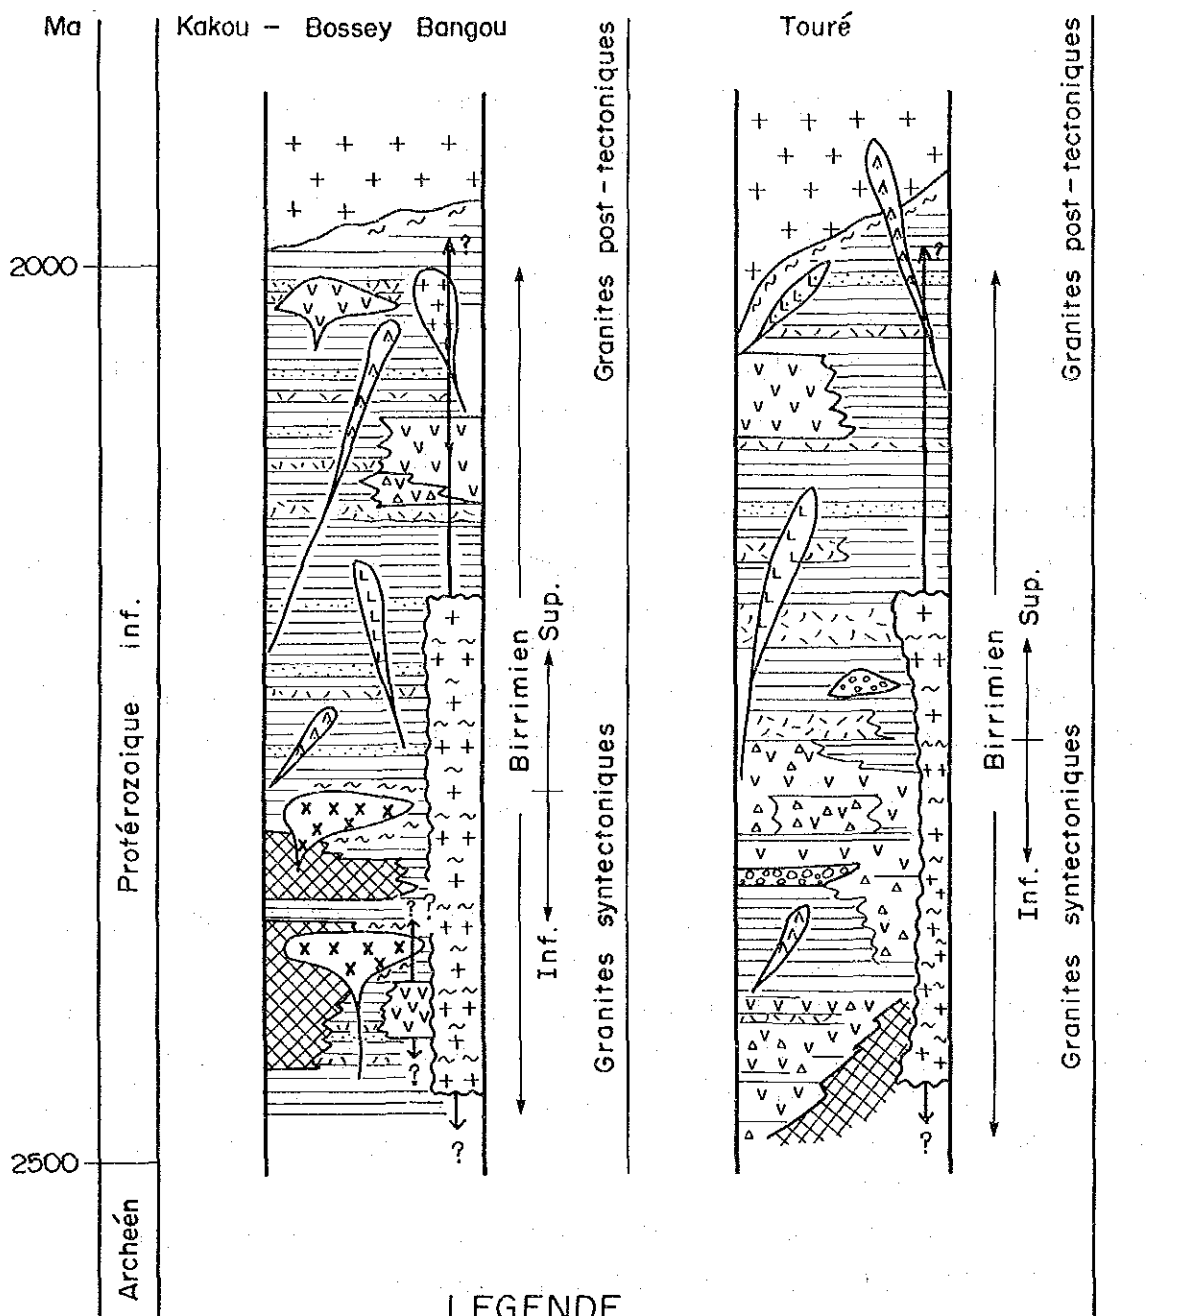 Ma
Kakou – Bossey Bangou
Touré
Granites post-tectoniques
Granites post-tectoniques
2000
?
?
Protérozoique inf.
Birrimien
Sup.
Inf.
Birrimien
Sup.
Inf.
Granites syntectoniques
Granites syntectoniques
? ?
?
?
?
2500
Archéén
LEGENDE